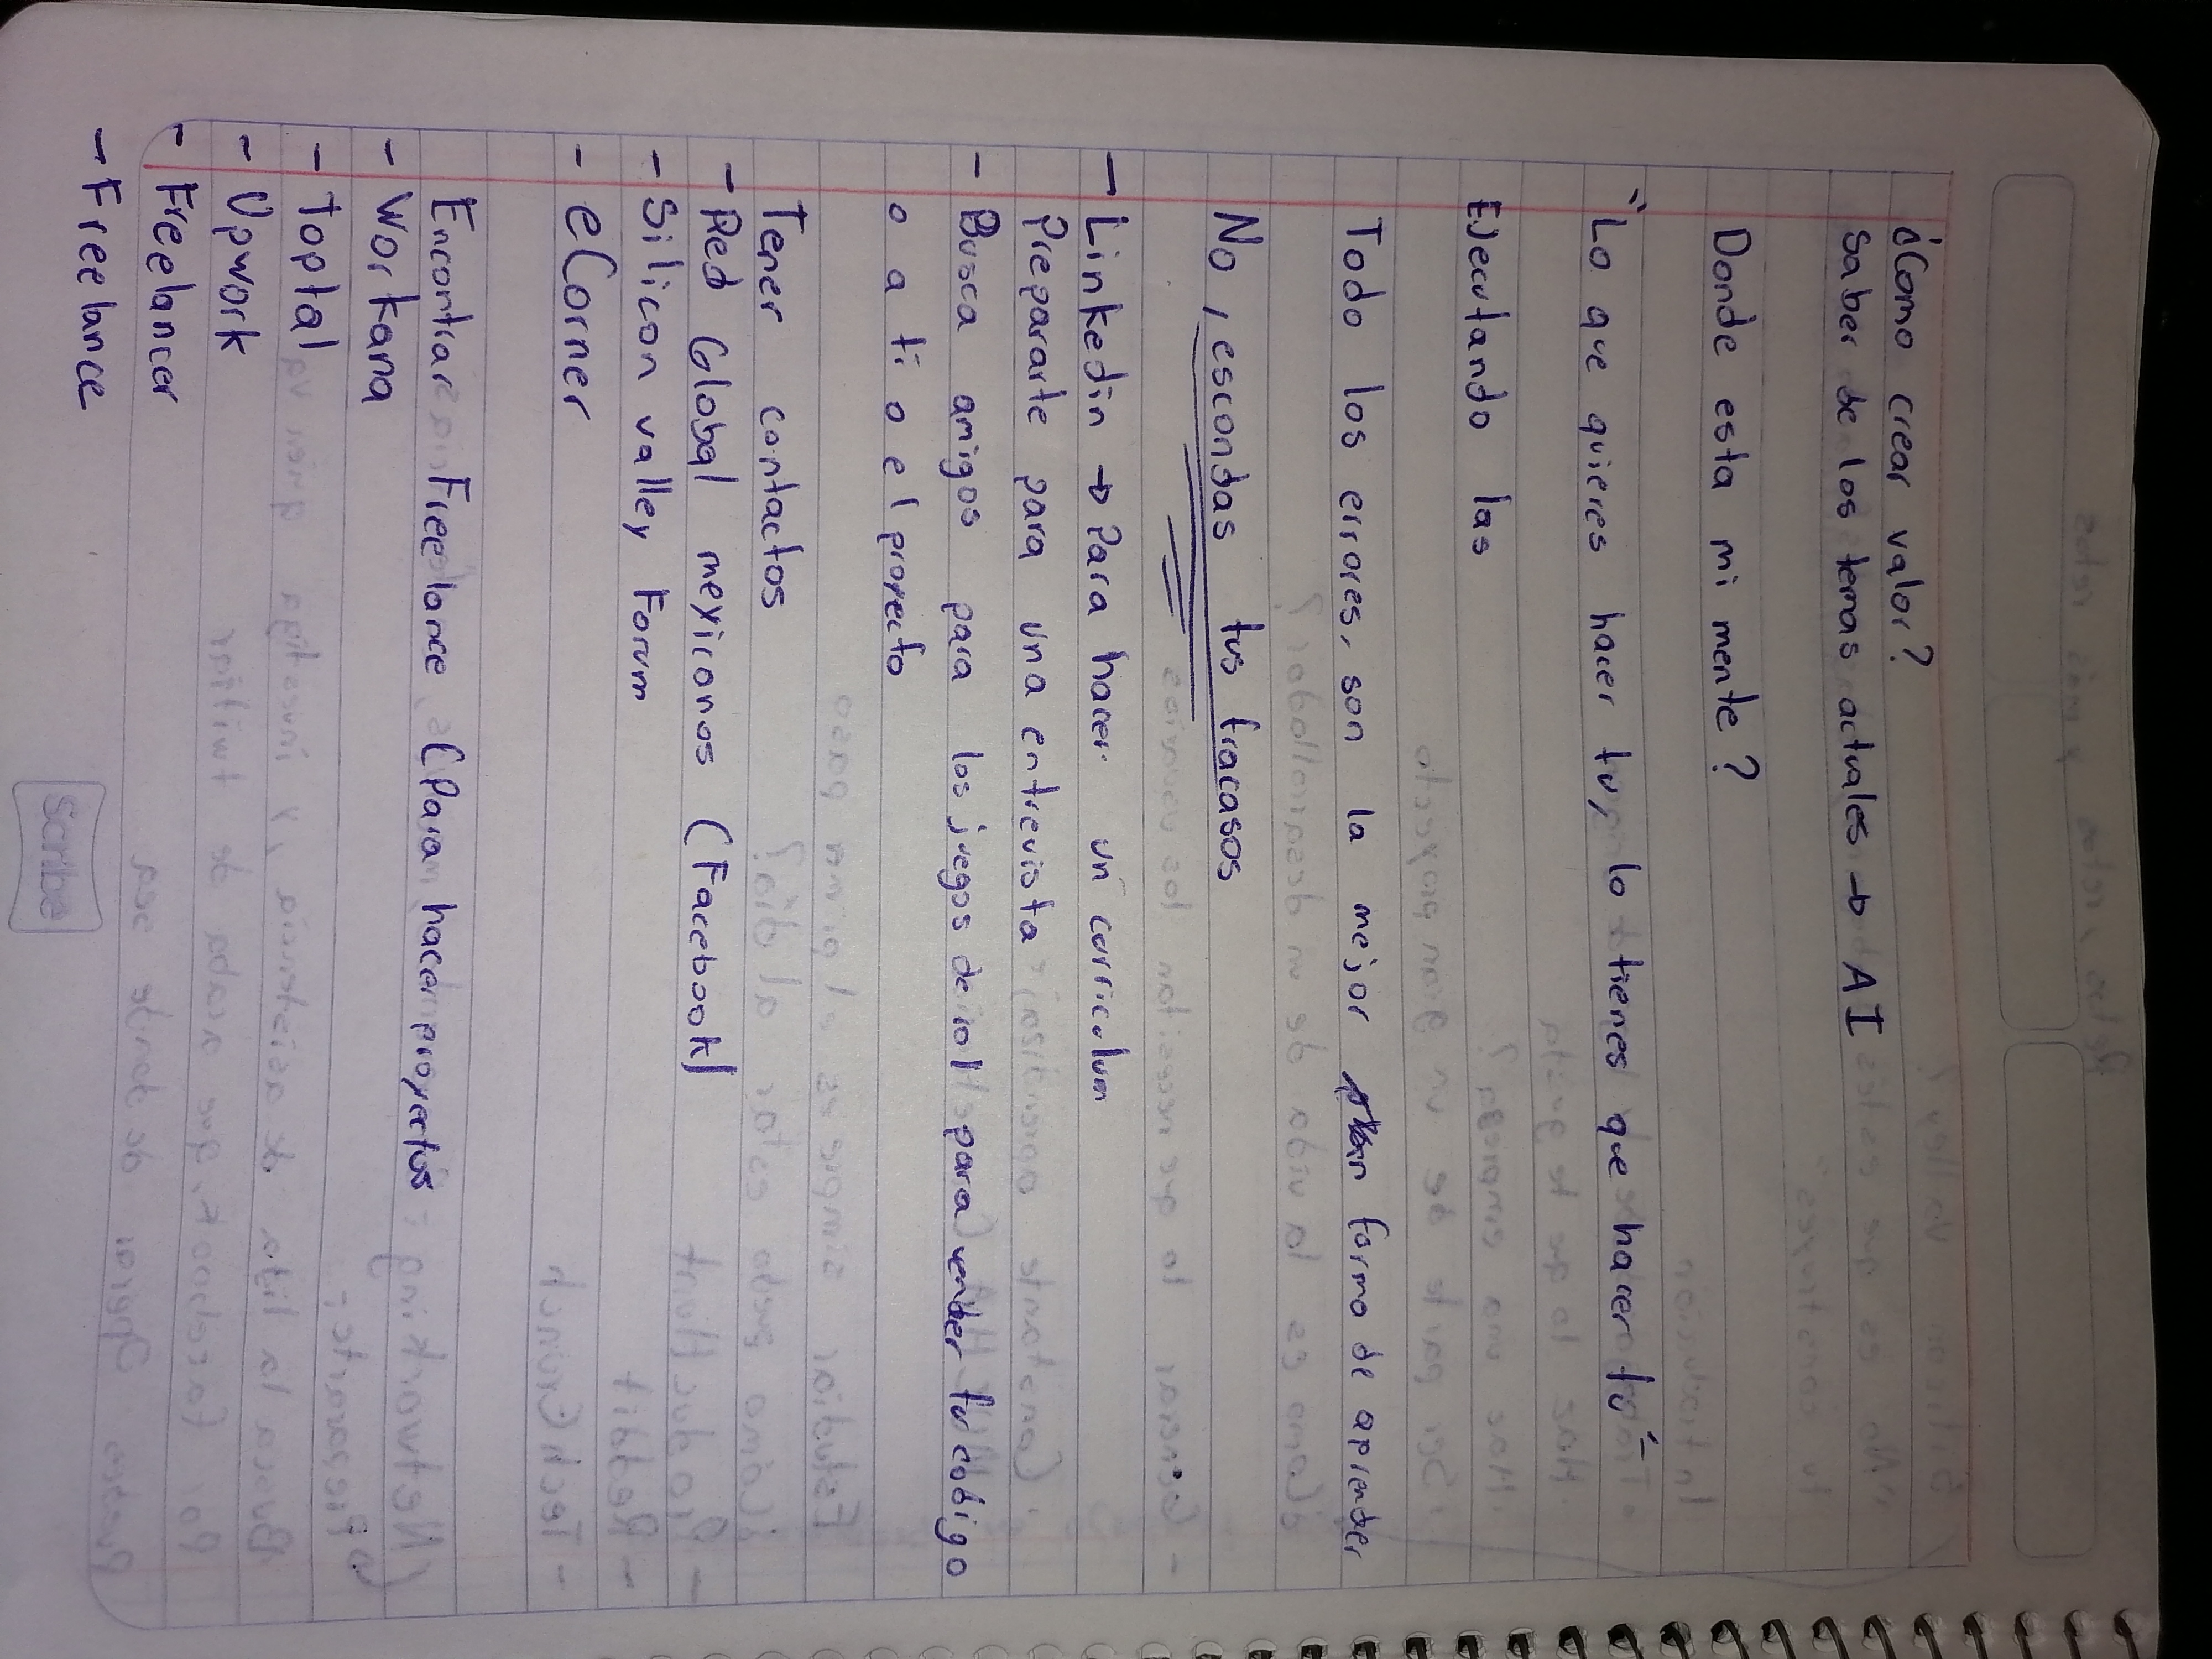 ¿Como crear valor?
Saber de los temas actuales → AI
Donde esta mi mente?
"Lo que quieres hacer tu, lo tienes que hacer tu"
Ejecutando las
Todo los errores, son la mejor forma de aprender
No, escondas tus fracasos
- Linkedin → Para hacer un curriculum
Prepararte para una entrevista
- Busca amigos para los juegos de rol para vender tu codigo
o a ti o el proyecto
Tener contactos
- Red Global mexiconos (Facebook)
- Silicon valley Forum
- eCorner
Encontrar Freelance (Para hacer proyectos
- Workana
- Toptal
- Upwork
- Freelancer
- Freelance
Scribe